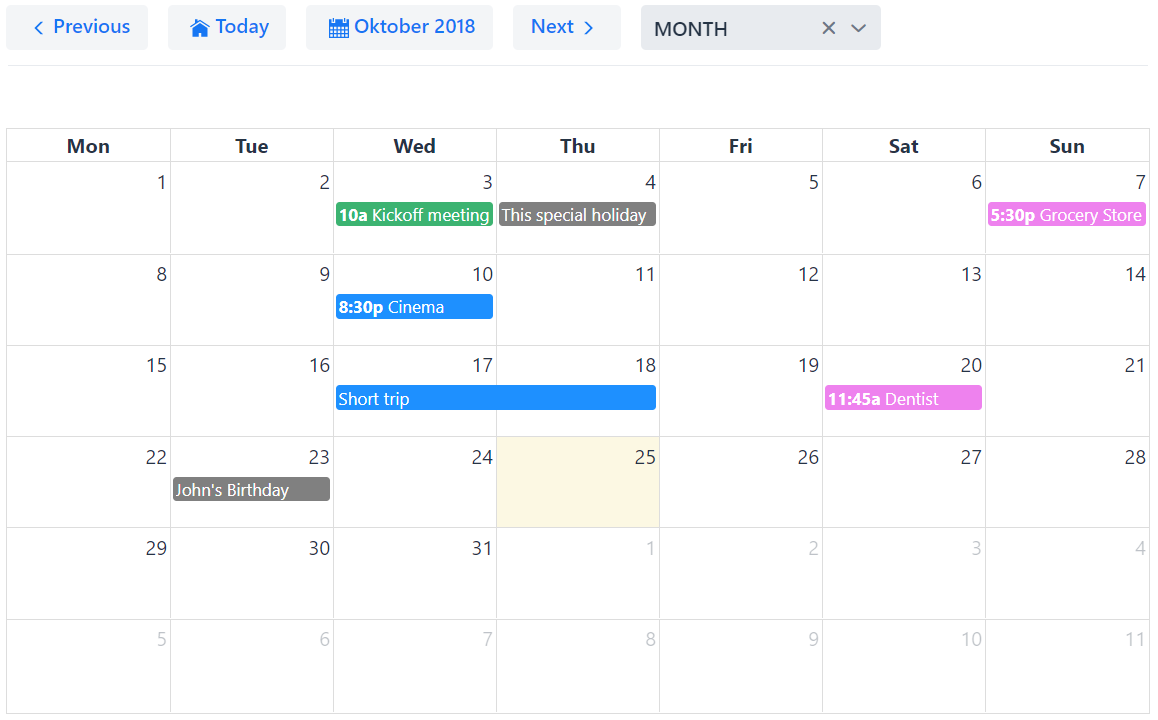 Previous Today Oktober 2018 Next MONTH
Mon Tue Wed Thu Fri Sat Sun
1 2 3 4 5 6 7
10a Kickoff meeting This special holiday 5:30p Grocery Store
8 9 10 11 12 13 14
8:30p Cinema
15 16 17 18 19 20 21
Short trip 11:45a Dentist
22 23 24 25 26 27 28
John's Birthday
29 30 31 1 2 3 4
5 6 7 8 9 10 11